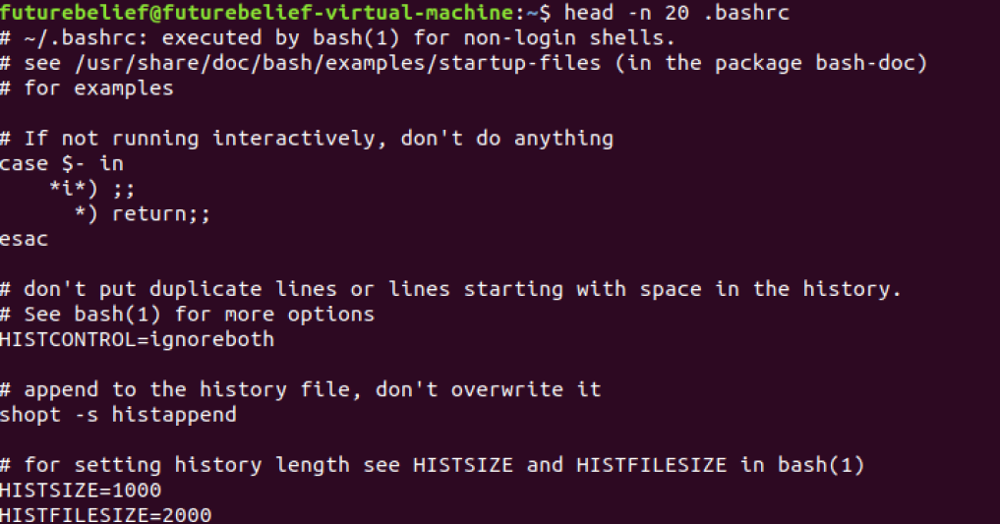 futurebelief@futurebelief-virtual-machine:~$ head -n 20 .bashrc
# ~/.bashrc: executed by bash(1) for non-login shells.
# see /usr/share/doc/bash/examples/startup-files (in the package bash-doc)
# for examples

# If not running interactively, don't do anything
case $- in
    *i*) ;;
      *) return;;
esac

# don't put duplicate lines or lines starting with space in the history.
# See bash(1) for more options
HISTCONTROL=ignoreboth

# append to the history file, don't overwrite it
shopt -s histappend

# for setting history length see HISTSIZE and HISTFILESIZE in bash(1)
HISTSIZE=1000
HISTFILESIZE=2000